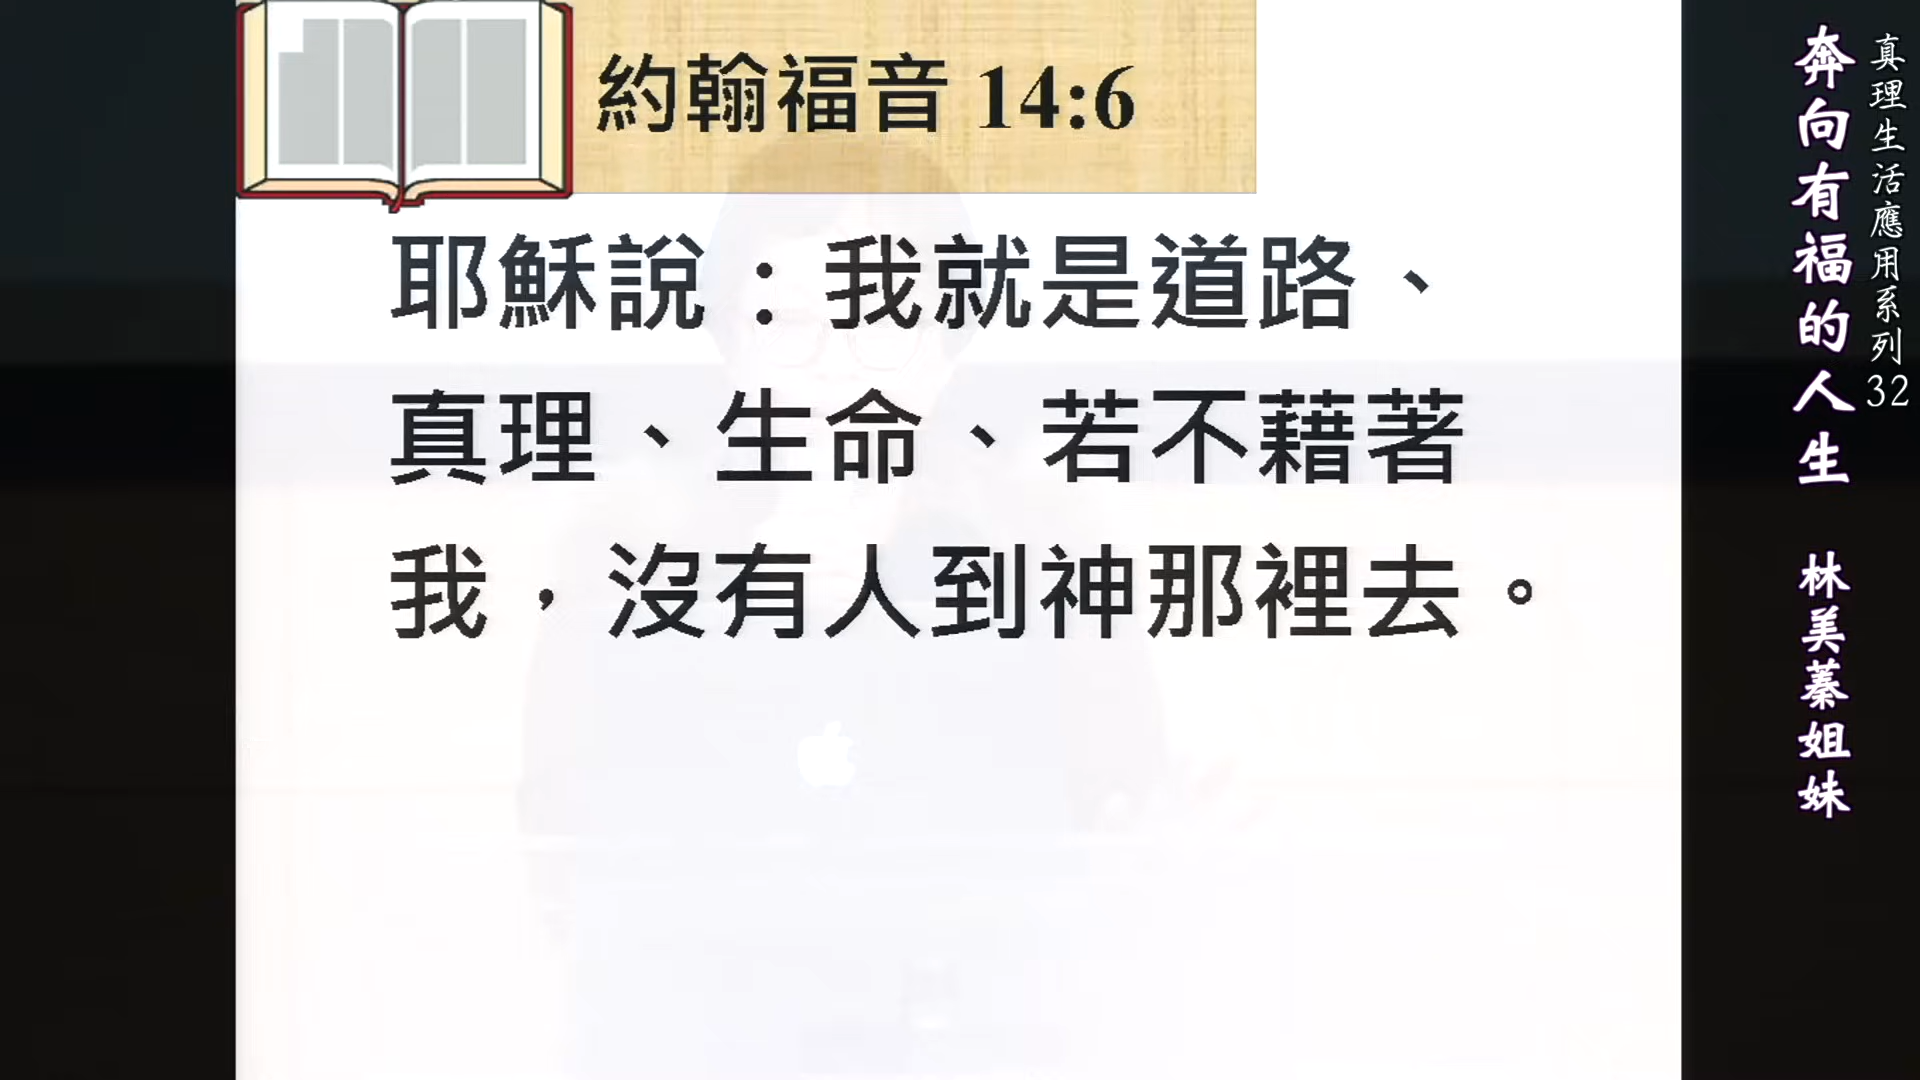 約翰福音 14:6
耶穌說：我就是道路、
真理、生命、若不藉著
我，沒有人到神那裡去。
真理生活應用系列32
奔向有福的人生 林美蓁姐妹